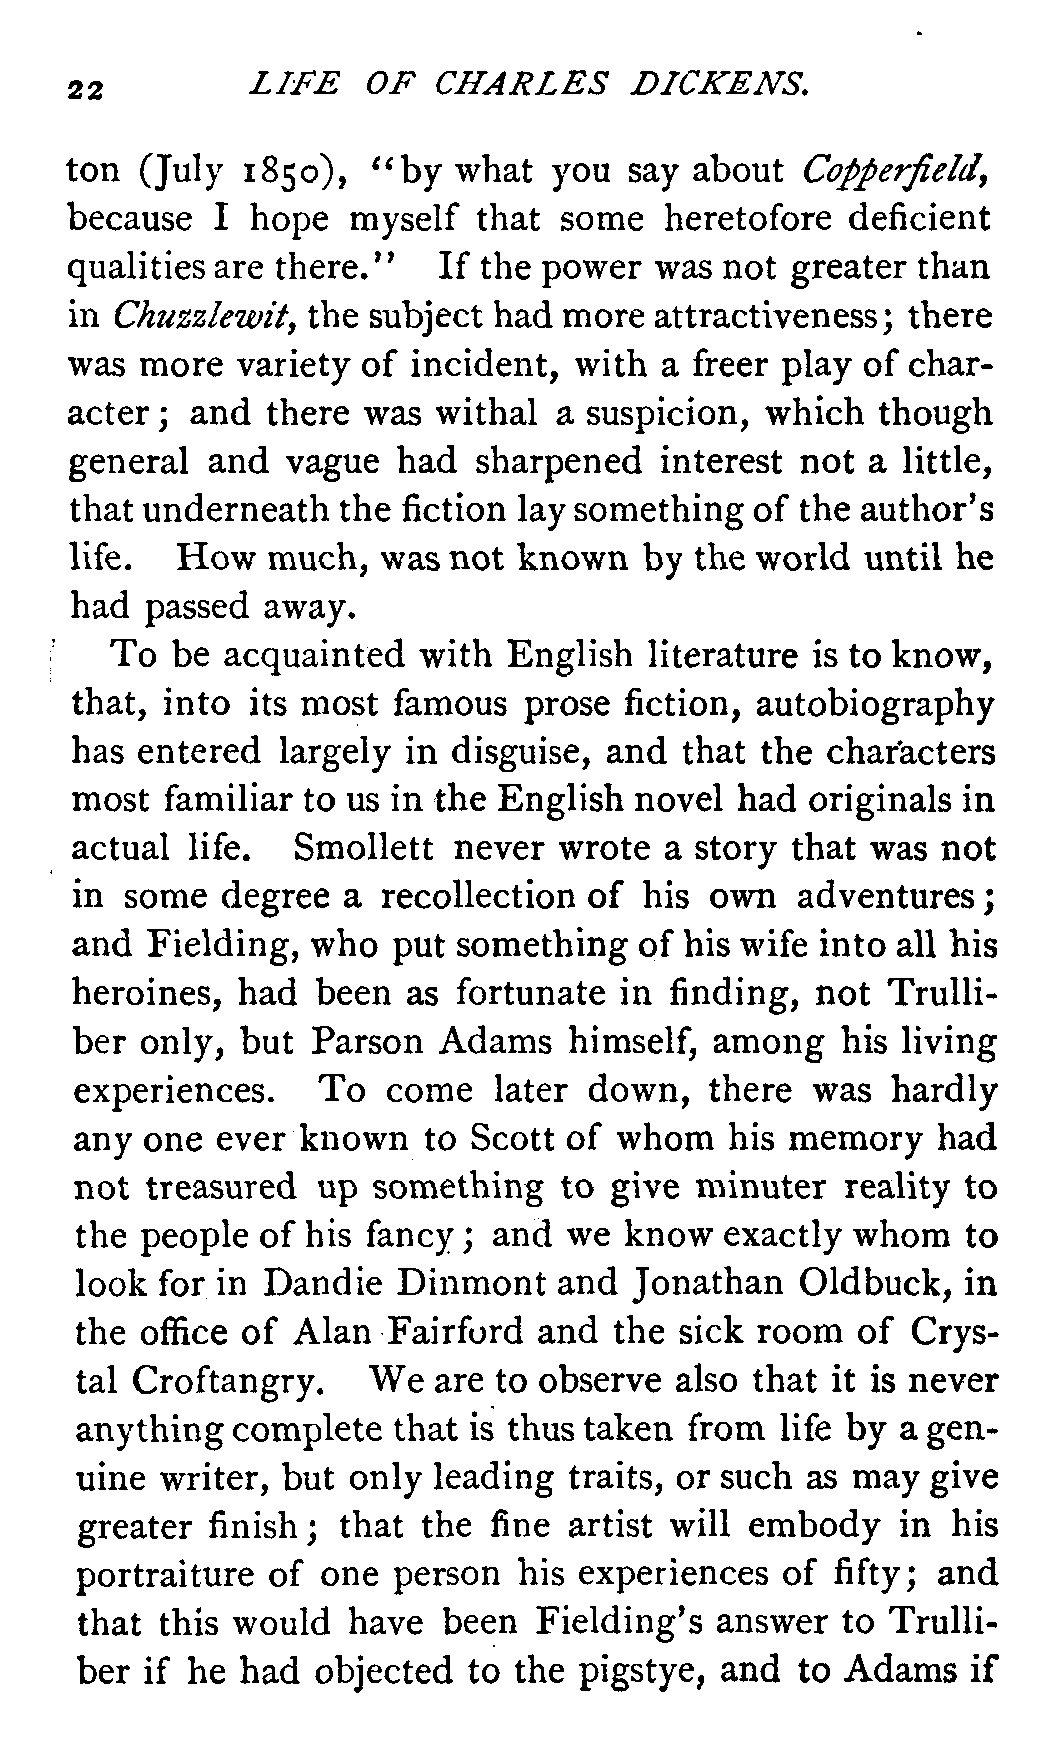 22 LIFE OF CHARLES DICKENS.
ton (July 1850), "by what you say about Copperfield,
because I hope myself that some heretofore deficient
qualities are there." If the power was not greater than
in Chuzzlewit, the subject had more attractiveness; there
was more variety of incident, with a freer play of char-
acter; and there was withal a suspicion, which though
general and vague had sharpened interest not a little,
that underneath the fiction lay something of the author's
life. How much, was not known by the world until he
had passed away.
To be acquainted with English literature is to know,
that, into its most famous prose fiction, autobiography
has entered largely in disguise, and that the characters
most familiar to us in the English novel had originals in
actual life. Smollett never wrote a story that was not
in some degree a recollection of his own adventures;
and Fielding, who put something of his wife into all his
heroines, had been as fortunate in finding, not Trulli-
ber only, but Parson Adams himself, among his living
experiences. To come later down, there was hardly
any one ever known to Scott of whom his memory had
not treasured up something to give minuter reality to
the people of his fancy; and we know exactly whom to
look for in Dandie Dinmont and Jonathan Oldbuck, in
the office of Alan Fairford and the sick room of Crys-
tal Croftangry. We are to observe also that it is never
anything complete that is thus taken from life by a gen-
uine writer, but only leading traits, or such as may give
greater finish; that the fine artist will embody in his
portraiture of one person his experiences of fifty; and
that this would have been Fielding's answer to Trulli-
ber if he had objected to the pigstye, and to Adams if